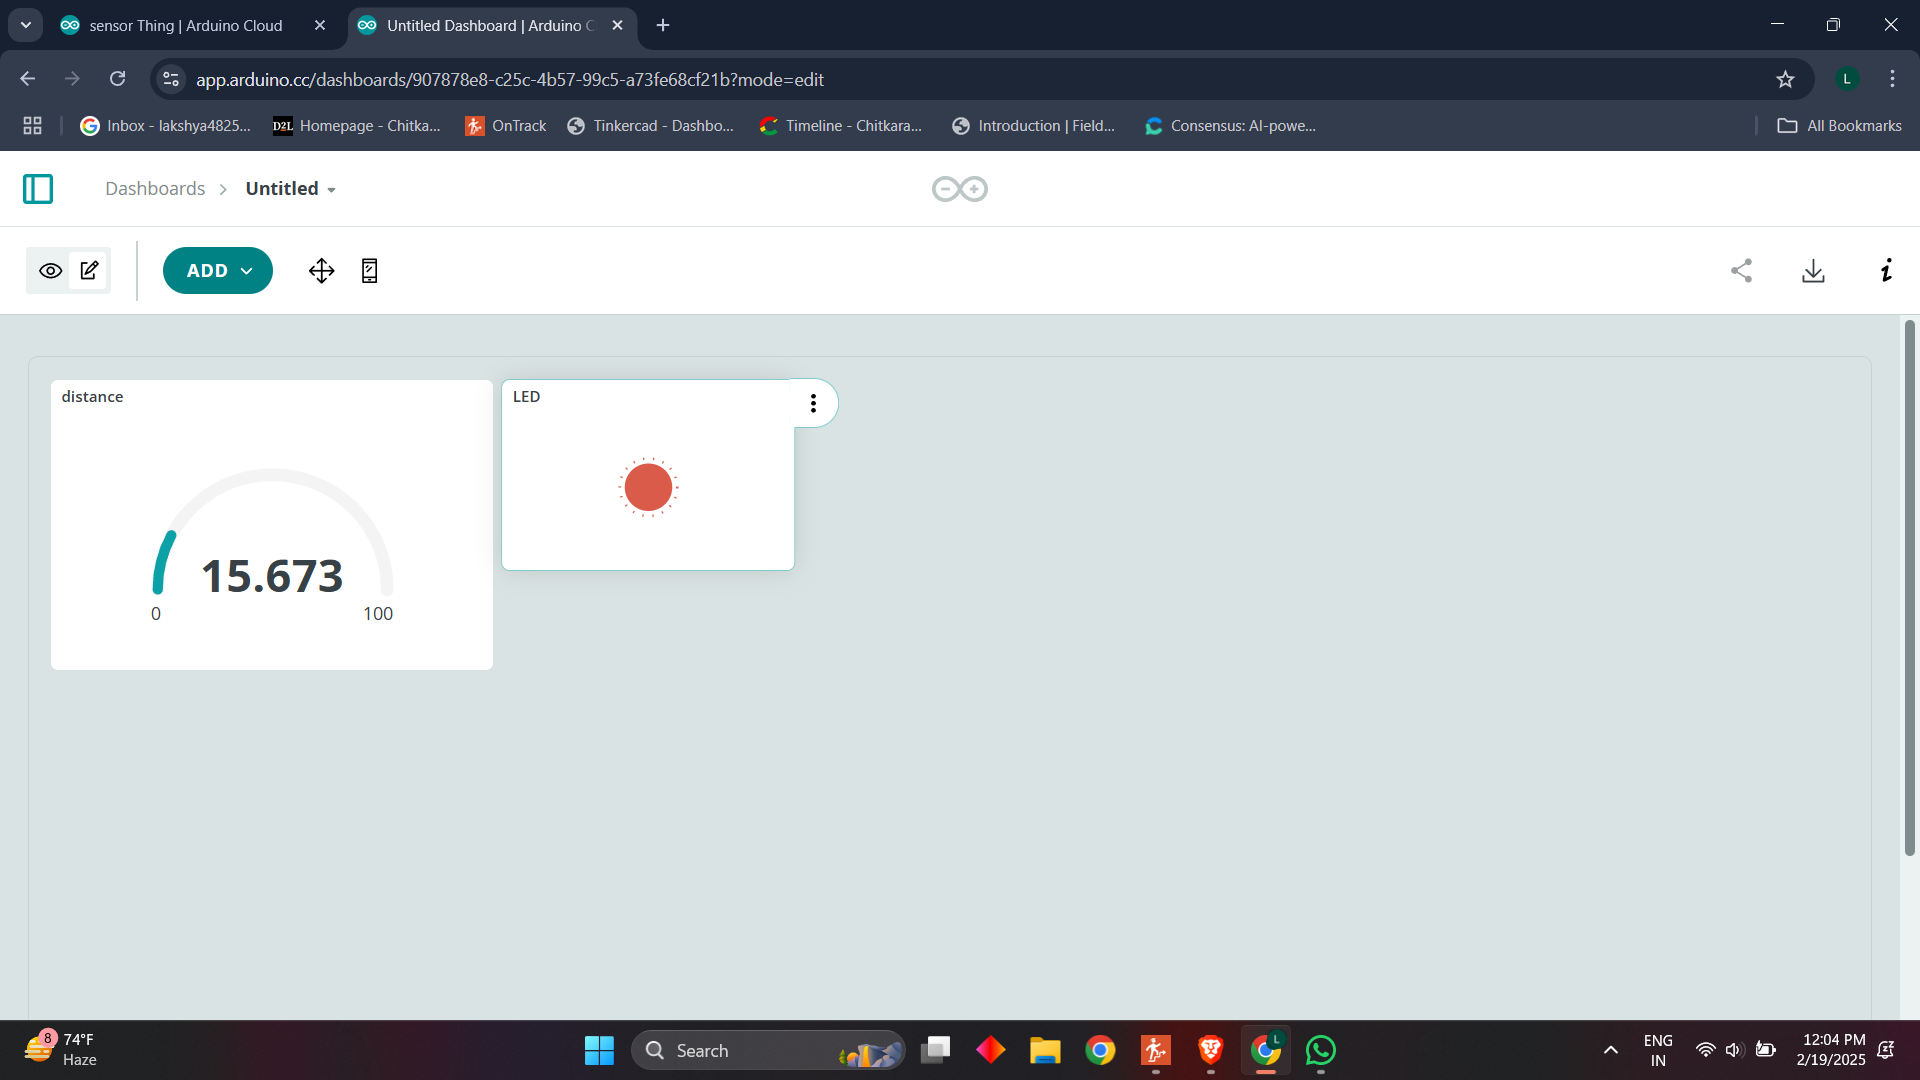 sensor Thing | Arduino Cloud
Untitled Dashboard | Arduino C
app.arduino.cc/dashboards/907878e8-c25c-4b57-99c5-a73fe68cf21b?mode=edit
L
Inbox - lakshya4825...
D2L Homepage - Chitka...
OnTrack
Tinkercad - Dashbo...
Timeline - Chitkara...
Introduction | Field...
Consensus: AI-powe...
All Bookmarks
Dashboards > Untitled
ADD
i
distance
15.673
0
100
LED
8
74°F
Haze
Search
L
ENG
IN
12:04 PM
2/19/2025